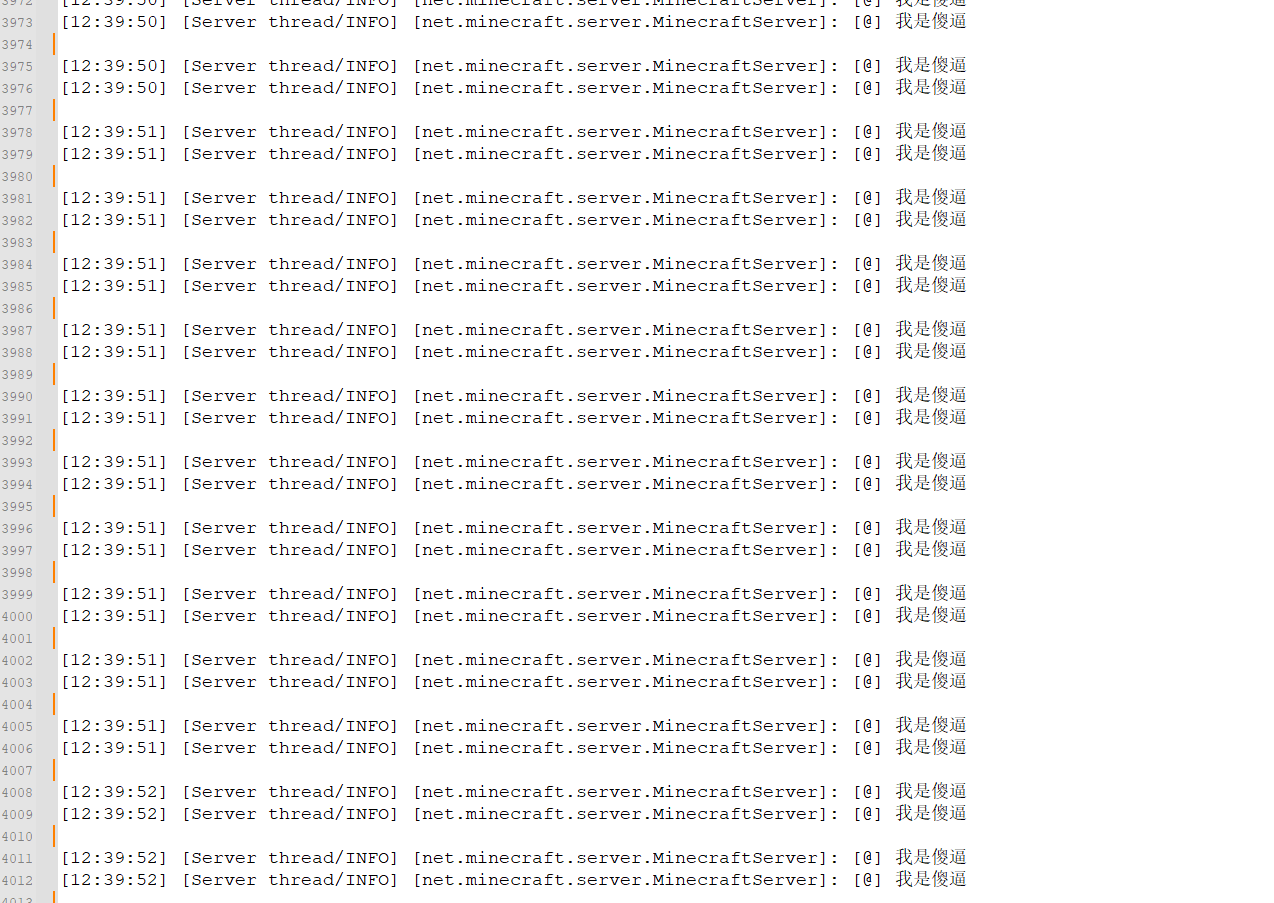 3972 [12:39:50] [Server thread/INFO] [net.minecraft.server.MinecraftServer]: [@] 我是傻逼
3973 [12:39:50] [Server thread/INFO] [net.minecraft.server.MinecraftServer]: [@] 我是傻逼
3974
3975 [12:39:50] [Server thread/INFO] [net.minecraft.server.MinecraftServer]: [@] 我是傻逼
3976 [12:39:50] [Server thread/INFO] [net.minecraft.server.MinecraftServer]: [@] 我是傻逼
3977
3978 [12:39:51] [Server thread/INFO] [net.minecraft.server.MinecraftServer]: [@] 我是傻逼
3979 [12:39:51] [Server thread/INFO] [net.minecraft.server.MinecraftServer]: [@] 我是傻逼
3980
3981 [12:39:51] [Server thread/INFO] [net.minecraft.server.MinecraftServer]: [@] 我是傻逼
3982 [12:39:51] [Server thread/INFO] [net.minecraft.server.MinecraftServer]: [@] 我是傻逼
3983
3984 [12:39:51] [Server thread/INFO] [net.minecraft.server.MinecraftServer]: [@] 我是傻逼
3985 [12:39:51] [Server thread/INFO] [net.minecraft.server.MinecraftServer]: [@] 我是傻逼
3986
3987 [12:39:51] [Server thread/INFO] [net.minecraft.server.MinecraftServer]: [@] 我是傻逼
3988 [12:39:51] [Server thread/INFO] [net.minecraft.server.MinecraftServer]: [@] 我是傻逼
3989
3990 [12:39:51] [Server thread/INFO] [net.minecraft.server.MinecraftServer]: [@] 我是傻逼
3991 [12:39:51] [Server thread/INFO] [net.minecraft.server.MinecraftServer]: [@] 我是傻逼
3992
3993 [12:39:51] [Server thread/INFO] [net.minecraft.server.MinecraftServer]: [@] 我是傻逼
3994 [12:39:51] [Server thread/INFO] [net.minecraft.server.MinecraftServer]: [@] 我是傻逼
3995
3996 [12:39:51] [Server thread/INFO] [net.minecraft.server.MinecraftServer]: [@] 我是傻逼
3997 [12:39:51] [Server thread/INFO] [net.minecraft.server.MinecraftServer]: [@] 我是傻逼
3998
3999 [12:39:51] [Server thread/INFO] [net.minecraft.server.MinecraftServer]: [@] 我是傻逼
4000 [12:39:51] [Server thread/INFO] [net.minecraft.server.MinecraftServer]: [@] 我是傻逼
4001
4002 [12:39:51] [Server thread/INFO] [net.minecraft.server.MinecraftServer]: [@] 我是傻逼
4003 [12:39:51] [Server thread/INFO] [net.minecraft.server.MinecraftServer]: [@] 我是傻逼
4004
4005 [12:39:51] [Server thread/INFO] [net.minecraft.server.MinecraftServer]: [@] 我是傻逼
4006 [12:39:51] [Server thread/INFO] [net.minecraft.server.MinecraftServer]: [@] 我是傻逼
4007
4008 [12:39:52] [Server thread/INFO] [net.minecraft.server.MinecraftServer]: [@] 我是傻逼
4009 [12:39:52] [Server thread/INFO] [net.minecraft.server.MinecraftServer]: [@] 我是傻逼
4010
4011 [12:39:52] [Server thread/INFO] [net.minecraft.server.MinecraftServer]: [@] 我是傻逼
4012 [12:39:52] [Server thread/INFO] [net.minecraft.server.MinecraftServer]: [@] 我是傻逼
4013